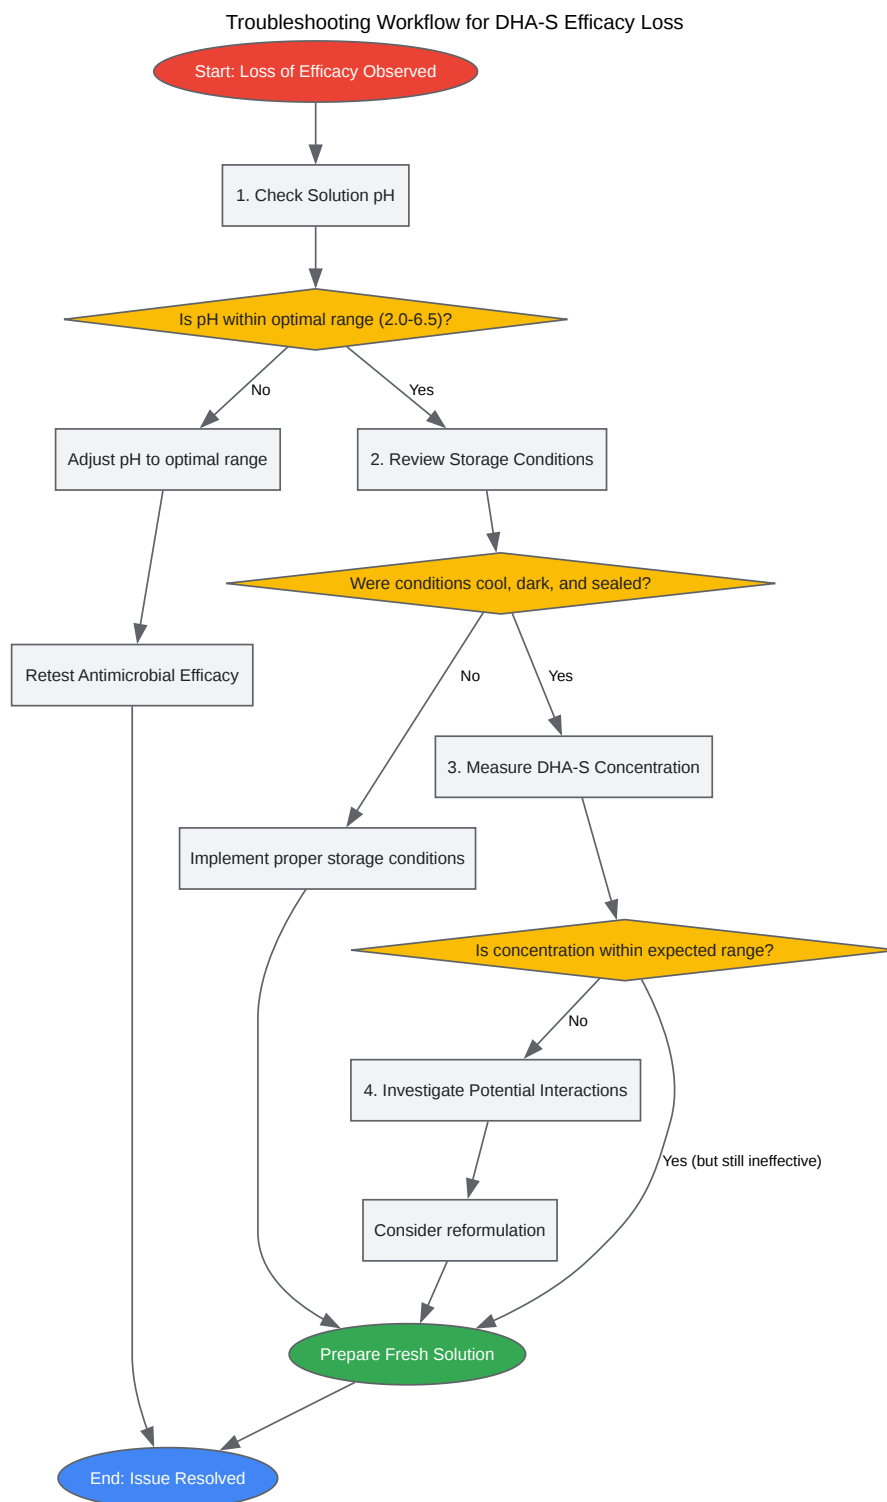 Troubleshooting Workflow for DHA-S Efficacy Loss
Start: Loss of Efficacy Observed
1. Check Solution pH
Is pH within optimal range (2.0-6.5)?
No
Yes
Adjust pH to optimal range
2. Review Storage Conditions
Were conditions cool, dark, and sealed?
Retest Antimicrobial Efficacy
No
Yes
3. Measure DHA-S Concentration
Implement proper storage conditions
Is concentration within expected range?
No
4. Investigate Potential Interactions
Yes (but still ineffective)
Consider reformulation
Prepare Fresh Solution
End: Issue Resolved